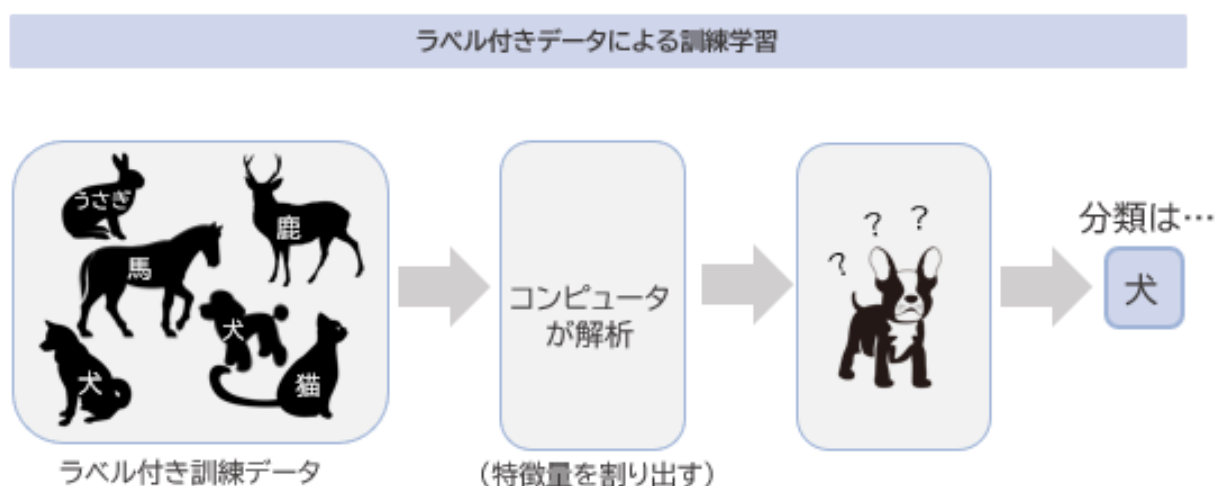 ラベル付きデータによる訓練学習
うさぎ
鹿
馬
犬
犬
猫
ラベル付き訓練データ
コンピュータ
が解析
(特徴量を割り出す)
? ? ?
分類は…
犬